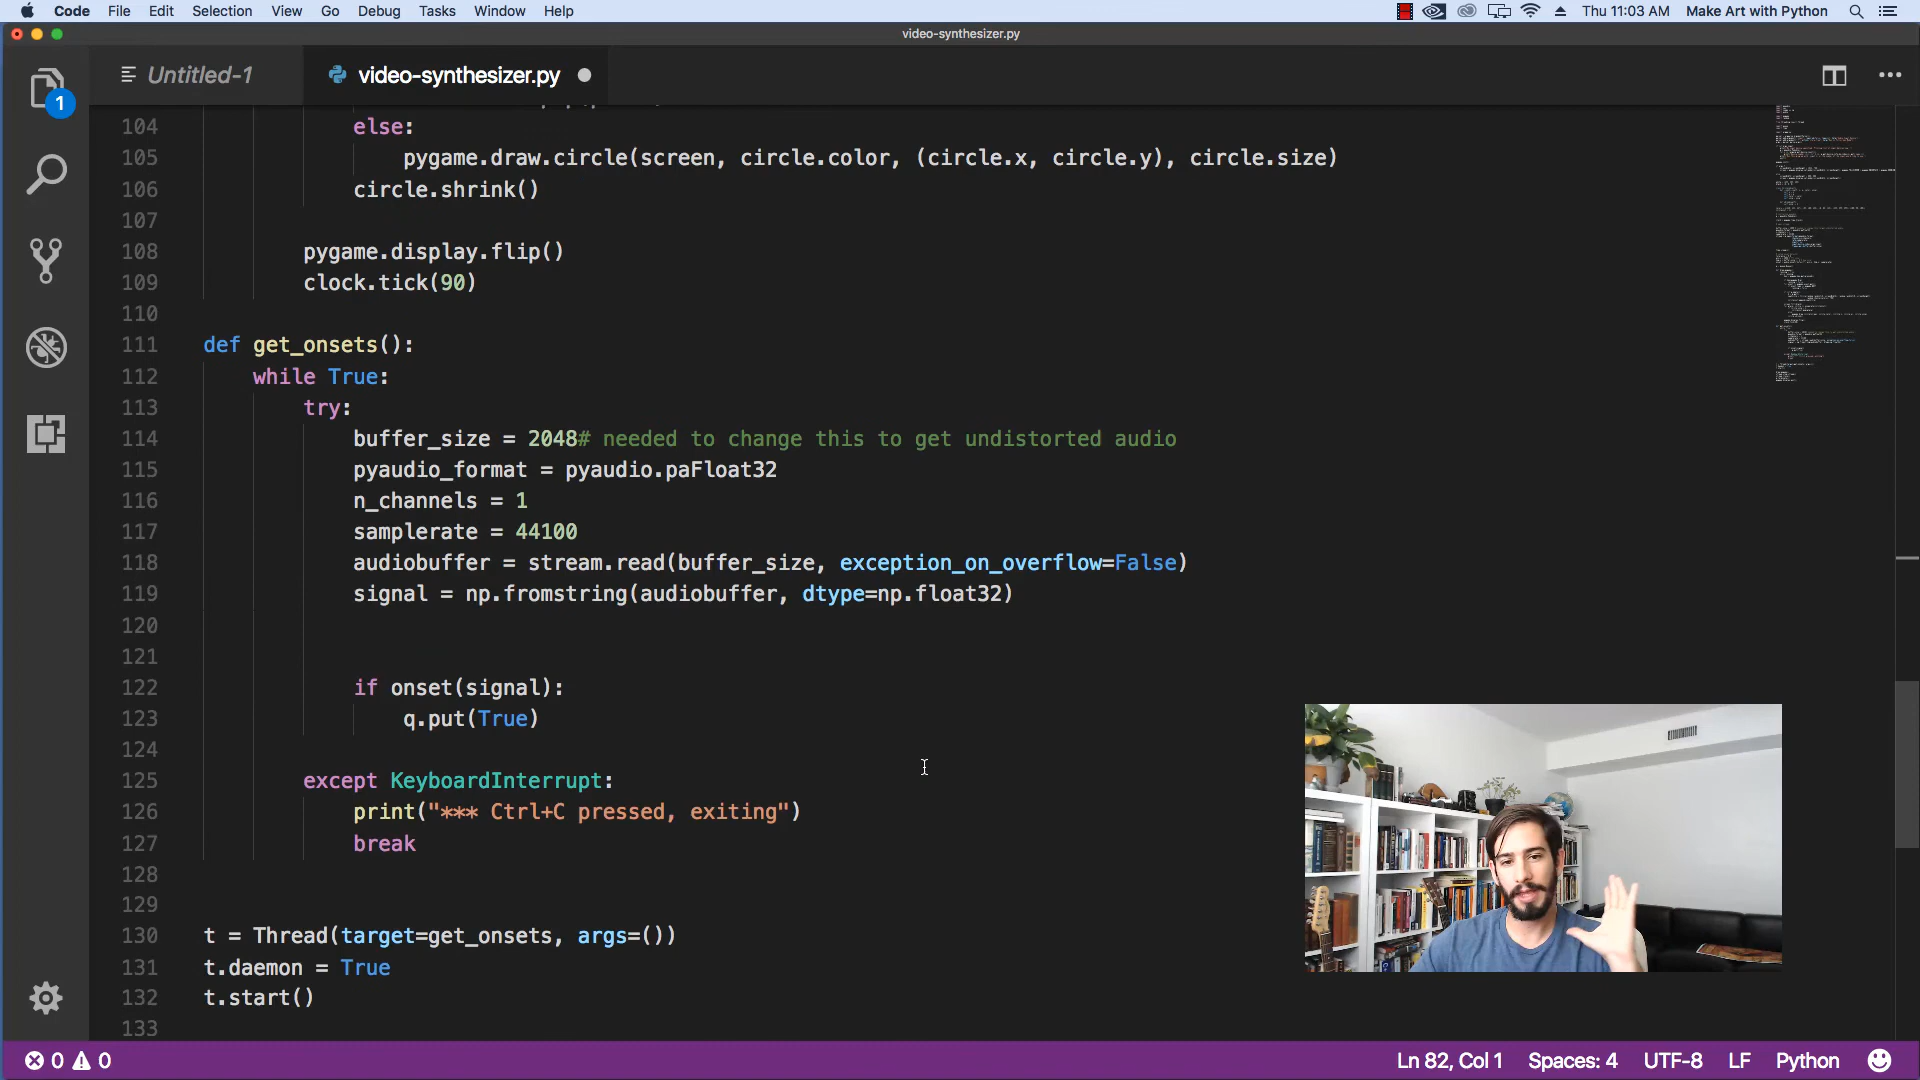 Code File Edit Selection View Go Debug Tasks Window Help Thu 11:03 AM Make Art with Python
video-synthesizer.py
Untitled-1 video-synthesizer.py
1
104 else:
105 pygame.draw.circle(screen, circle.color, (circle.x, circle.y), circle.size)
106 circle.shrink()
107
108 pygame.display.flip()
109 clock.tick(90)
110
111 def get_onsets():
112 while True:
113 try:
114 buffer_size = 2048# needed to change this to get undistorted audio
115 pyaudio_format = pyaudio.paFloat32
116 n_channels = 1
117 samplerate = 44100
118 audiobuffer = stream.read(buffer_size, exception_on_overflow=False)
119 signal = np.fromstring(audiobuffer, dtype=np.float32)
120
121
122 if onset(signal):
123 q.put(True)
124
125 except KeyboardInterrupt:
126 print("*** Ctrl+C pressed, exiting")
127 break
128
129
130 t = Thread(target=get_onsets, args=())
131 t.daemon = True
132 t.start()
133
0 0 Ln 82, Col 1 Spaces: 4 UTF-8 LF Python